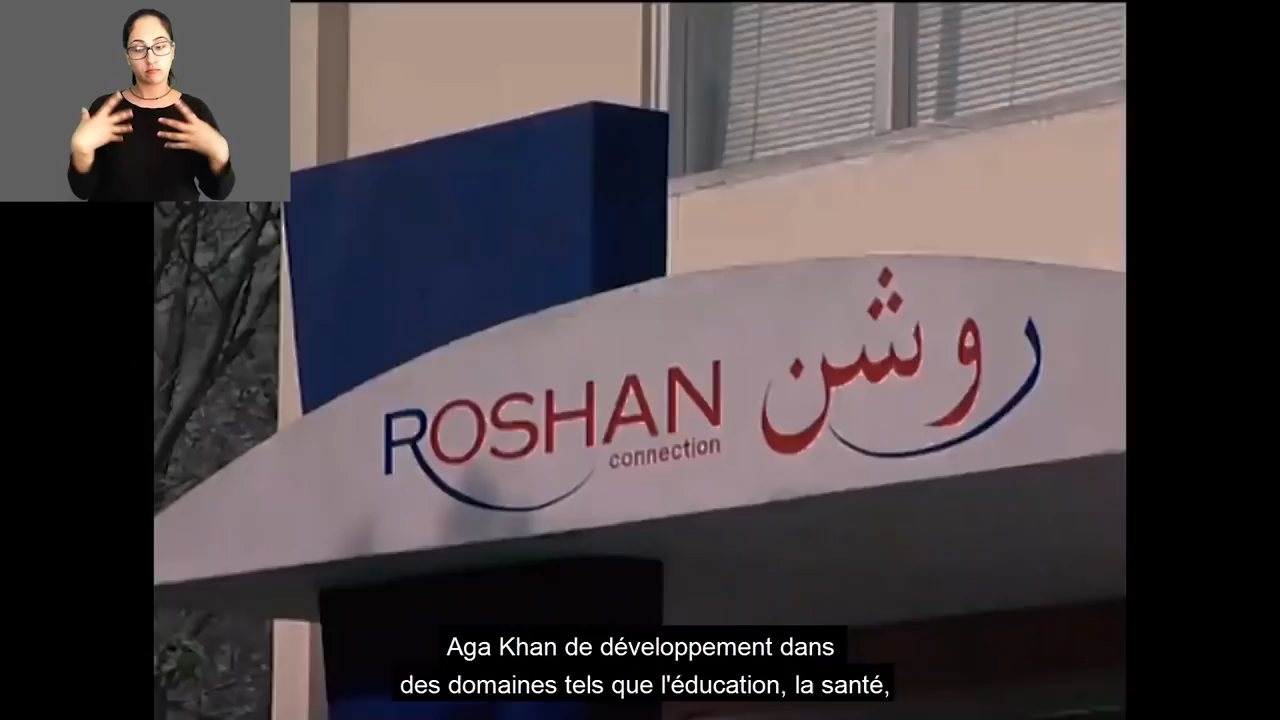 ROSHAN
connection
روشن
Aga Khan de développement dans
des domaines tels que l'éducation, la santé,